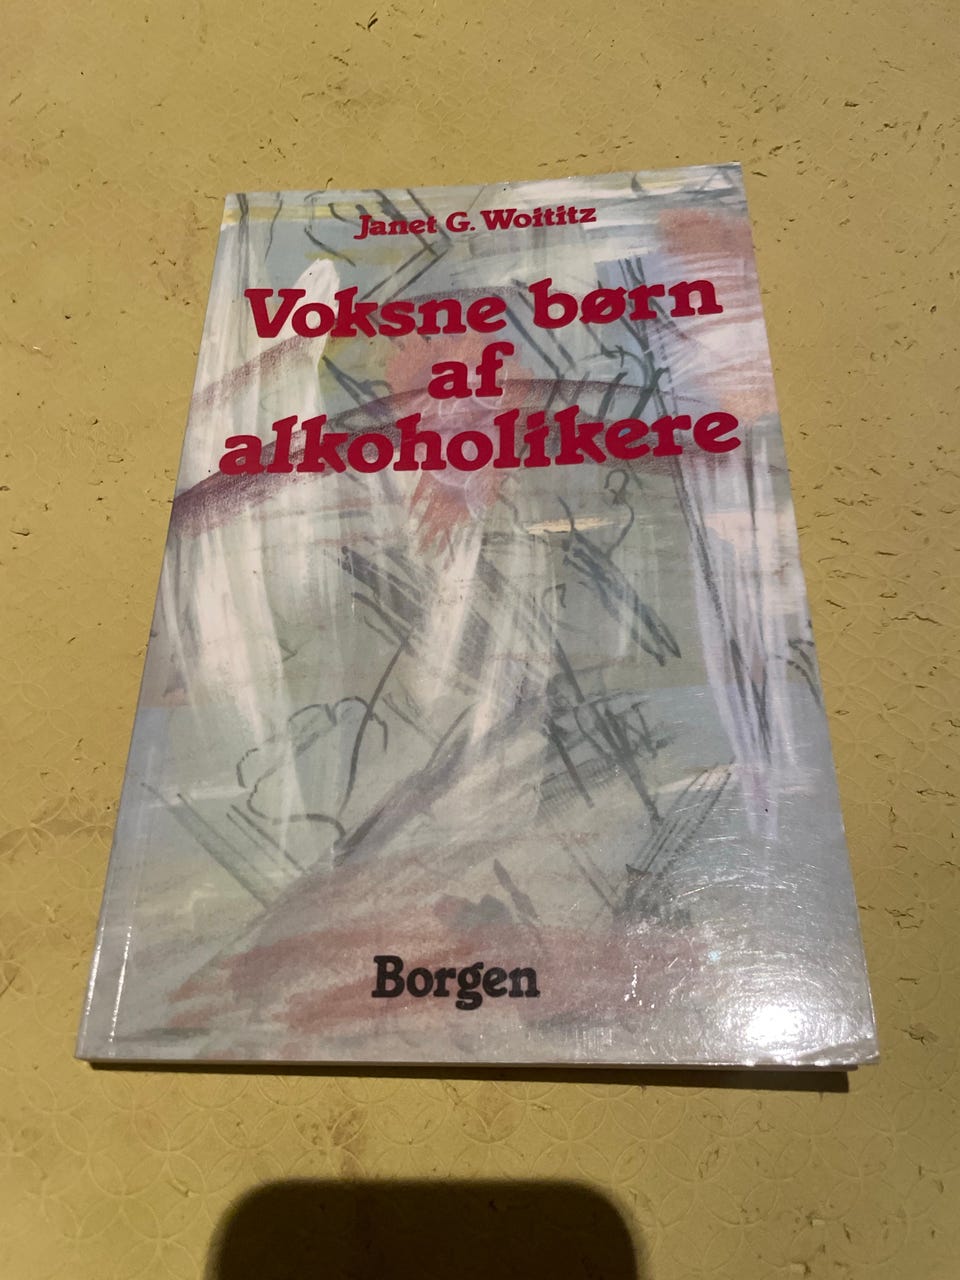 Janet G. Woititz
Voksne børn
af
alkoholikere
Borgen